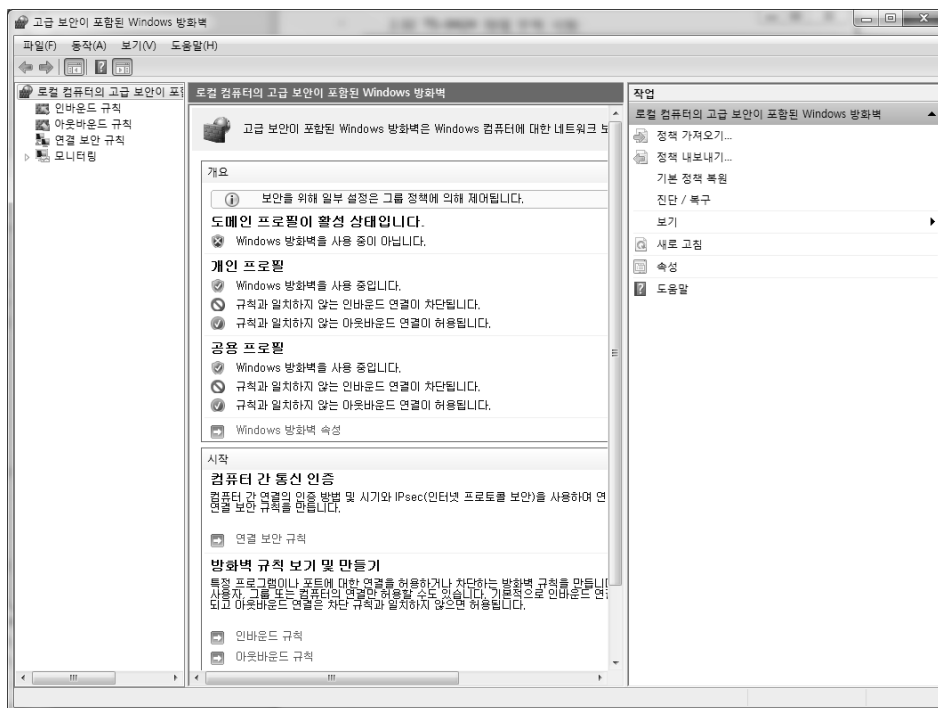 고급 보안이 포함된 Windows 방화벽
파일(F) 동작(A) 보기(V) 도움말(H)
로컬 컴퓨터의 고급 보안이 포
인바운드 규칙
아웃바운드 규칙
연결 보안 규칙
모니터링
로컬 컴퓨터의 고급 보안이 포함된 Windows 방화벽
고급 보안이 포함된 Windows 방화벽은 Windows 컴퓨터에 대한 네트워크 보
개요
보안을 위해 일부 설정은 그룹 정책에 의해 제어됩니다.
도메인 프로필이 활성 상태입니다.
Windows 방화벽을 사용 중이 아닙니다.
개인 프로필
Windows 방화벽을 사용 중입니다.
규칙과 일치하지 않는 인바운드 연결이 차단됩니다.
규칙과 일치하지 않는 아웃바운드 연결이 허용됩니다.
공용 프로필
Windows 방화벽을 사용 중입니다.
규칙과 일치하지 않는 인바운드 연결이 차단됩니다.
규칙과 일치하지 않는 아웃바운드 연결이 허용됩니다.
Windows 방화벽 속성
시작
컴퓨터 간 통신 인증
컴퓨터 간 연결의 인증 방법 및 시기와 IPsec(인터넷 프로토콜 보안)을 사용하여 연
연결 보안 규칙을 만듭니다.
연결 보안 규칙
방화벽 규칙 보기 및 만들기
특정 프로그램이나 포트에 대한 연결을 허용하거나 차단하는 방화벽 규칙을 만듭니
사용자, 그룹 또는 컴퓨터의 연결만 허용할 수도 있습니다. 기본적으로 인바운드 연
되고 아웃바운드 연결은 차단 규칙과 일치하지 않으면 허용됩니다.
인바운드 규칙
아웃바운드 규칙
작업
로컬 컴퓨터의 고급 보안이 포함된 Windows 방화벽
정책 가져오기...
정책 내보내기...
기본 정책 복원
진단 / 복구
보기
새로 고침
속성
도움말